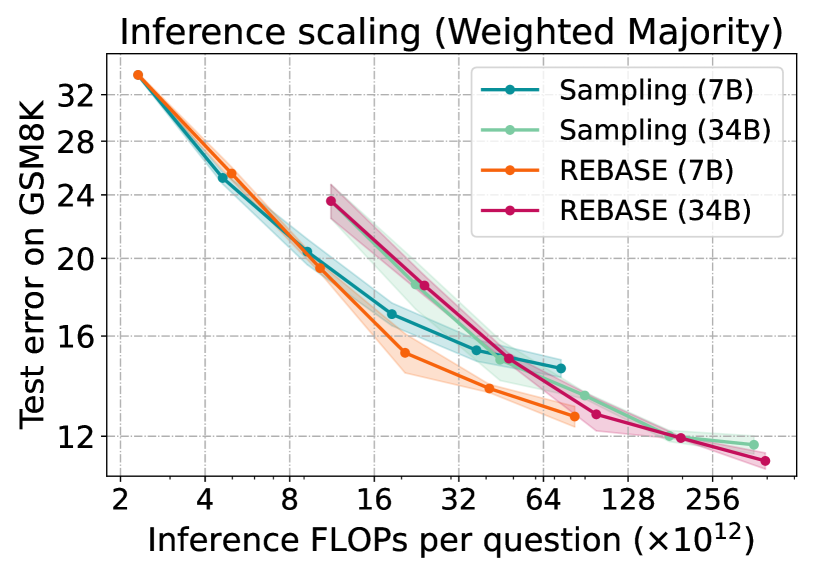 Inference scaling (Weighted Majority)
Test error on GSM8K
32
28
24
20
16
12
Sampling (7B)
Sampling (34B)
REBASE (7B)
REBASE (34B)
2 4 8 16 32 64 128 256
Inference FLOPs per question (×10¹²)